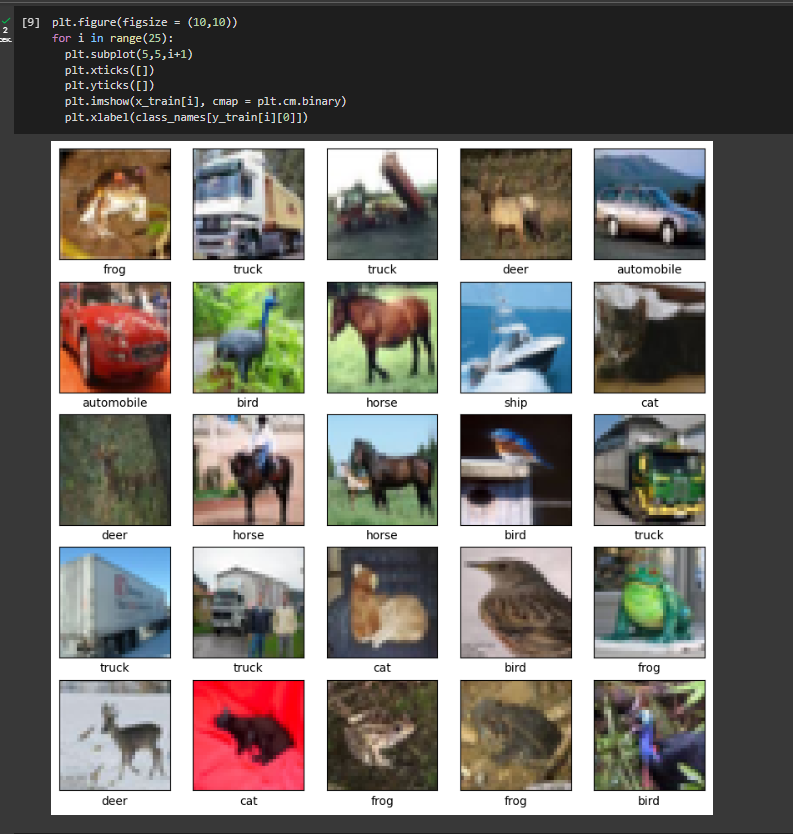 [9] plt.figure(figsize = (10,10))
for i in range(25):
  plt.subplot(5,5,i+1)
  plt.xticks([])
  plt.yticks([])
  plt.imshow(x_train[i], cmap = plt.cm.binary)
  plt.xlabel(class_names[y_train[i][0]])
2
frog truck truck deer automobile
automobile bird horse ship cat
deer horse horse bird truck
truck truck cat bird frog
deer cat frog frog bird